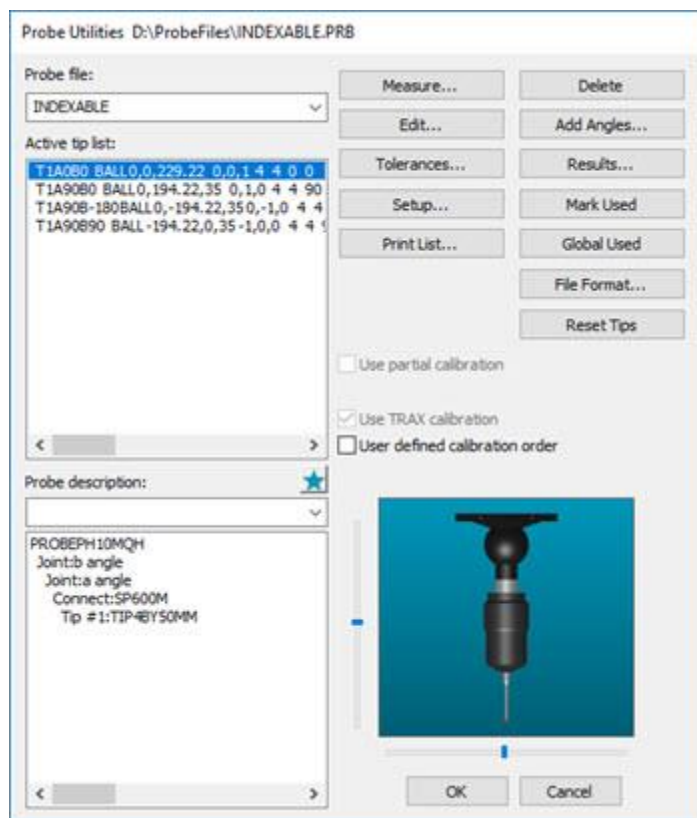 Probe Utilities D:\ProbeFiles\INDEXABLE.PRB
Probe file:
INDEXABLE
Active tip list:
T1A0B0 BALL0,0,229.22 0,0,1 4 4 0 0
T1A90B0 BALL0,194.22,35 0,1,0 4 4 90
T1A90B-180BALL0,-194.22,350,-1,0 4 4
T1A90B90 BALL-194.22,0,35-1,0,0 4 4 9
Measure...
Delete
Edit...
Add Angles...
Tolerances...
Results...
Setup...
Mark Used
Print List...
Global Used
File Format...
Reset Tips
Use partial calibration
Use TRAX calibration
User defined calibration order
Probe description:
PROBEPH10MQH
Joint:b angle
Joint:a angle
Connect:SP600M
Tip #1:TIP4BY50MM
OK
Cancel